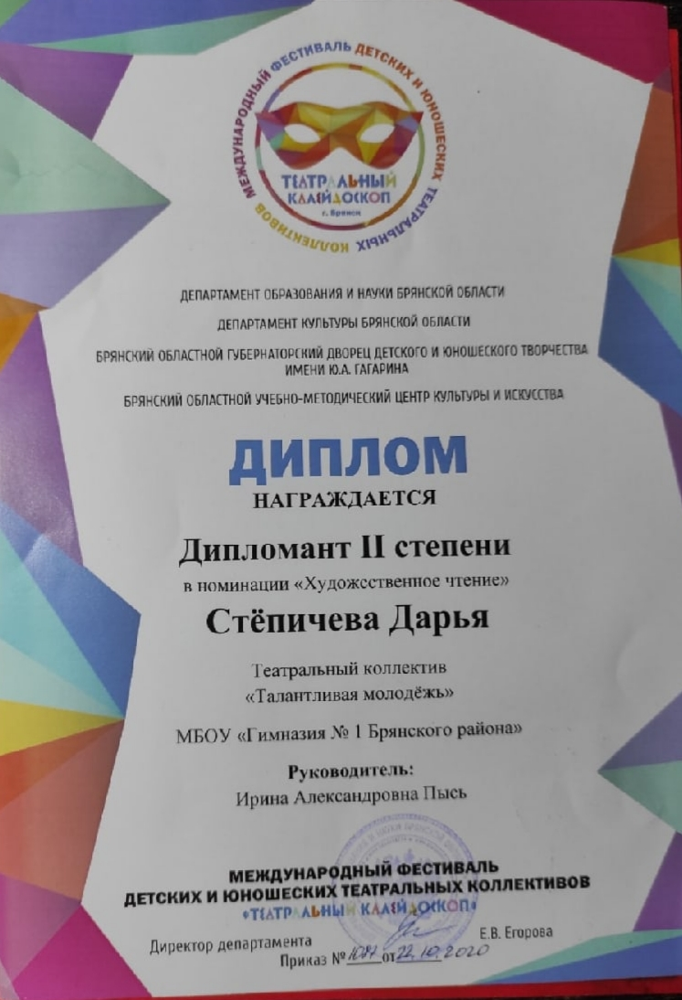 МЕЖДУНАРОДНЫЙ ФЕСТИВАЛЬ ДЕТСКИХ И ЮНОШЕСКИХ ТЕАТРАЛЬНЫХ КОЛЛЕКТИВОВ
ТЕАТРАЛЬНЫЙ
КАЛЕЙДОСКОП
г. Брянск
ДЕПАРТАМЕНТ ОБРАЗОВАНИЯ И НАУКИ БРЯНСКОЙ ОБЛАСТИ
ДЕПАРТАМЕНТ КУЛЬТУРЫ БРЯНСКОЙ ОБЛАСТИ
БРЯНСКИЙ ОБЛАСТНОЙ ГУБЕРНАТОРСКИЙ ДВОРЕЦ ДЕТСКОГО И ЮНОШЕСКОГО ТВОРЧЕСТВА
ИМЕНИ Ю.А. ГАГАРИНА
БРЯНСКИЙ ОБЛАСТНОЙ УЧЕБНО-МЕТОДИЧЕСКИЙ ЦЕНТР КУЛЬТУРЫ И ИСКУССТВА
ДИПЛОМ
НАГРАЖДАЕТСЯ
Дипломант II степени
в номинации «Художественное чтение»
Стёпичева Дарья
Театральный коллектив
«Талантливая молодёжь»
МБОУ «Гимназия № 1 Брянского района»
Руководитель:
Ирина Александровна Пысь
МЕЖДУНАРОДНЫЙ ФЕСТИВАЛЬ
ДЕТСКИХ И ЮНОШЕСКИХ ТЕАТРАЛЬНЫХ КОЛЛЕКТИВОВ
«ТЕАТРАЛЬНЫЙ КАЛЕЙДОСКОП»
Директор департамента Е.В. Егорова
Приказ № 1087 от 22.10.2020